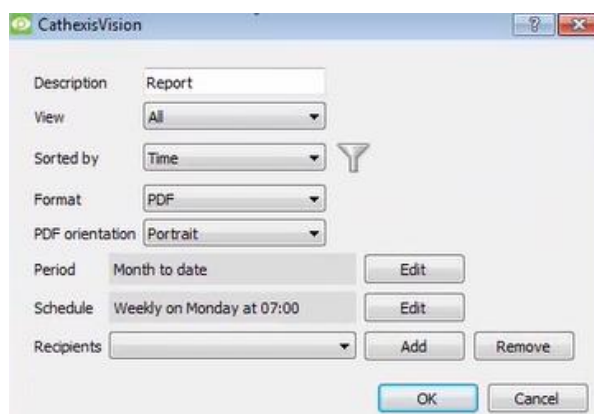 CathexisVision
Description Report
View All
Sorted by Time
Format PDF
PDF orientation Portrait
Period Month to date Edit
Schedule Weekly on Monday at 07:00 Edit
Recipients Add Remove
OK Cancel